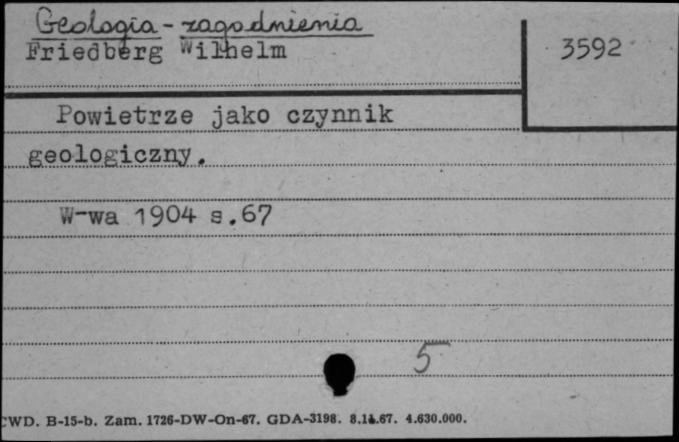 Geologia - zagadnienia
Friedberg Wilhelm
3592
Powietrze jako czynnik
geologiczny.
W-wa 1904 s.67
5
CWD. B-15-b. Zam. 1726-DW-On-67. GDA-3198. 8.11.67. 4.630.000.